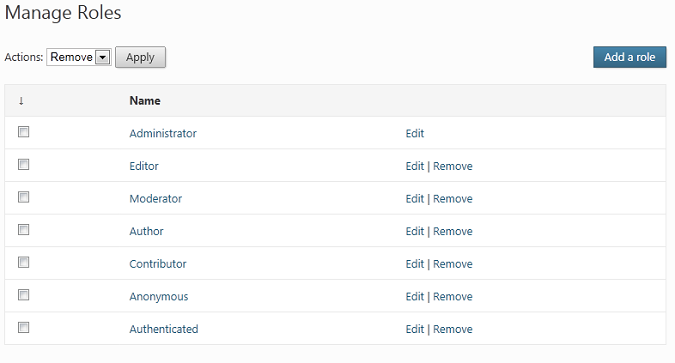 Manage Roles
Actions: Remove Apply Add a role
↓ Name
Administrator Edit
Editor Edit | Remove
Moderator Edit | Remove
Author Edit | Remove
Contributor Edit | Remove
Anonymous Edit | Remove
Authenticated Edit | Remove